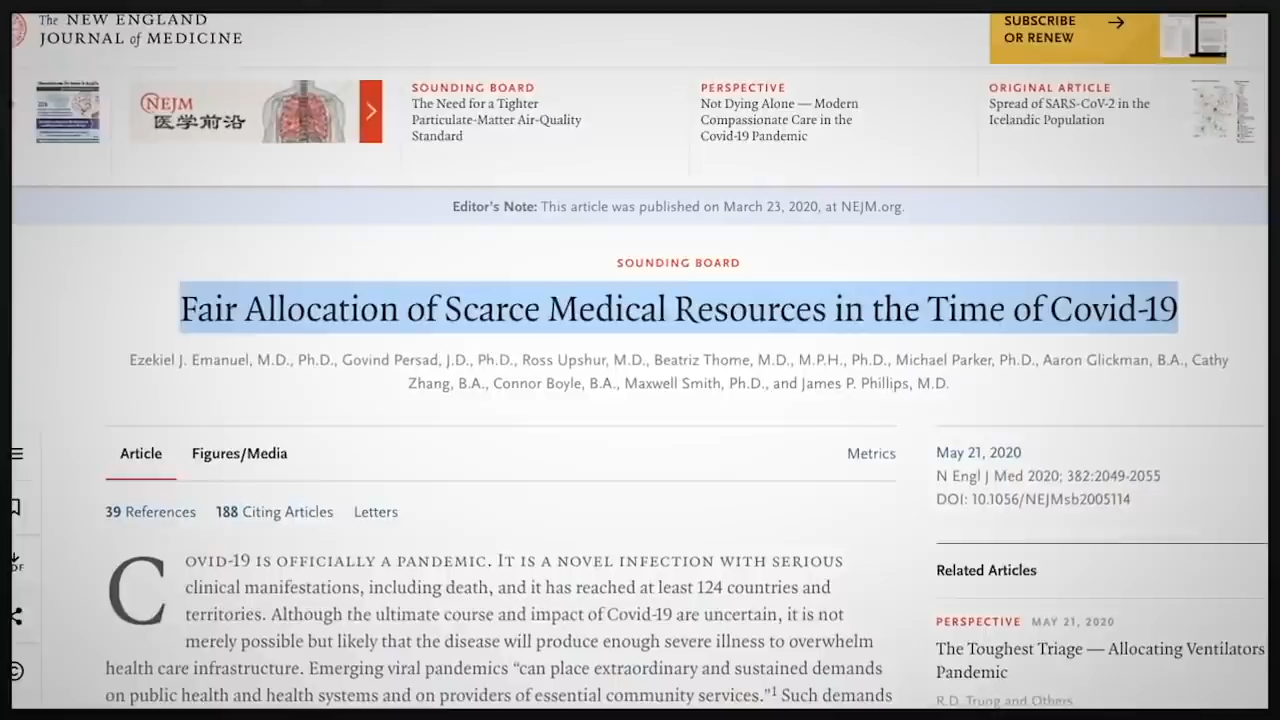 The NEW ENGLAND
JOURNAL of MEDICINE
SUBSCRIBE
OR RENEW
NEJM
医学前沿
SOUNDING BOARD
The Need for a Tighter
Particulate-Matter Air-Quality
Standard
PERSPECTIVE
Not Dying Alone — Modern
Compassionate Care in the
Covid-19 Pandemic
ORIGINAL ARTICLE
Spread of SARS-CoV-2 in the
Icelandic Population
Editor's Note: This article was published on March 23, 2020, at NEJM.org.
SOUNDING BOARD
Fair Allocation of Scarce Medical Resources in the Time of Covid-19
Ezekiel J. Emanuel, M.D., Ph.D., Govind Persad, J.D., Ph.D., Ross Upshur, M.D., Beatriz Thome, M.D., M.P.H., Ph.D., Michael Parker, Ph.D., Aaron Glickman, B.A., Cathy
Zhang, B.A., Connor Boyle, B.A., Maxwell Smith, Ph.D., and James P. Phillips, M.D.
Article Figures/Media Metrics
39 References 188 Citing Articles Letters
COVID-19 IS OFFICIALLY A PANDEMIC. IT IS A NOVEL INFECTION WITH SERIOUS
clinical manifestations, including death, and it has reached at least 124 countries and
territories. Although the ultimate course and impact of Covid-19 are uncertain, it is not
merely possible but likely that the disease will produce enough severe illness to overwhelm
health care infrastructure. Emerging viral pandemics “can place extraordinary and sustained demands
on public health and health systems and on providers of essential community services.”1 Such demands
May 21, 2020
N Engl J Med 2020; 382:2049-2055
DOI: 10.1056/NEJMsb2005114
Related Articles
PERSPECTIVE MAY 21, 2020
The Toughest Triage — Allocating Ventilators
Pandemic
R.D. Truog and Others